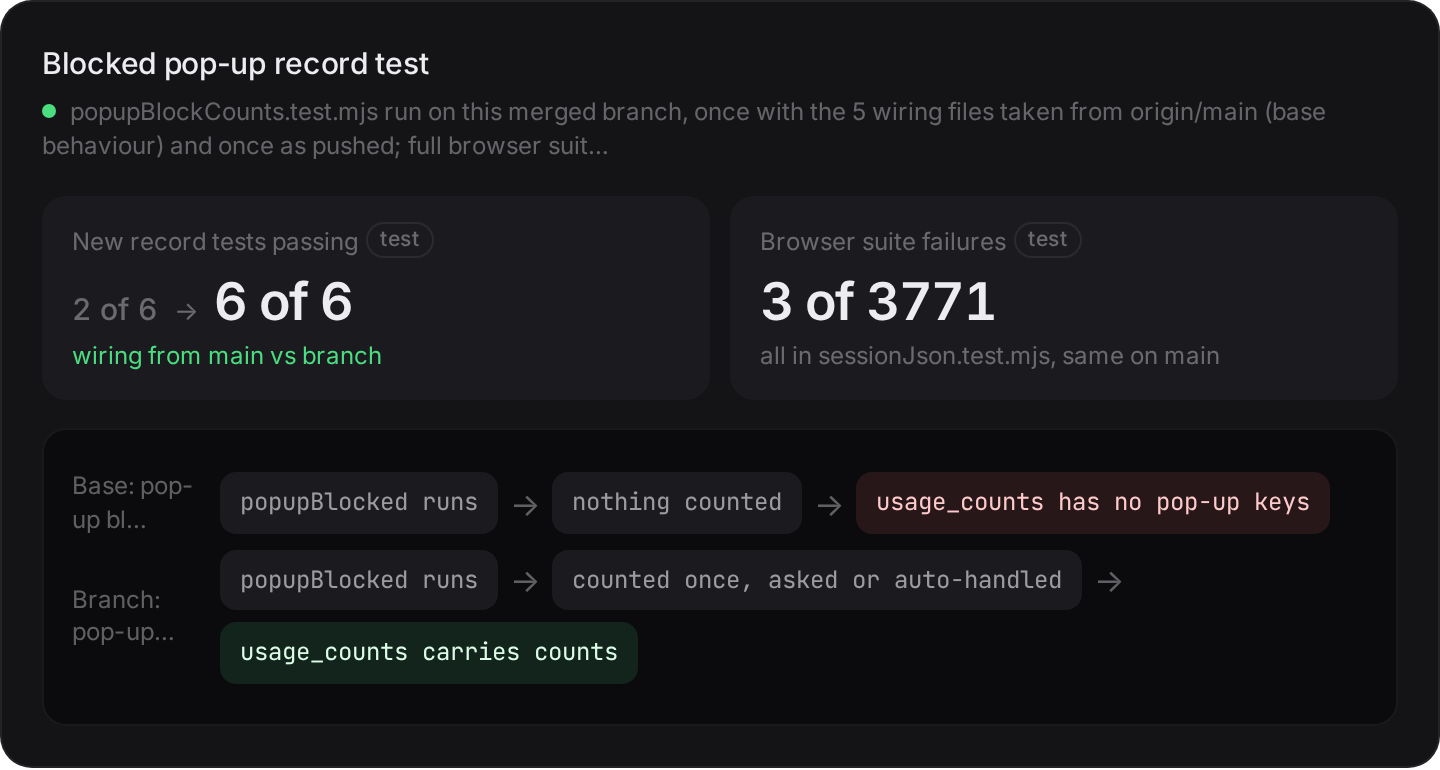 Blocked pop-up record test
popupBlockCounts.test.mjs run on this merged branch, once with the 5 wiring files taken from origin/main (base
behaviour) and once as pushed; full browser suit...
New record tests passing test
2 of 6 → 6 of 6
wiring from main vs branch
Browser suite failures test
3 of 3771
all in sessionJson.test.mjs, same on main
Base: pop-
up bl...
popupBlocked runs → nothing counted → usage_counts has no pop-up keys
Branch:
pop-up...
popupBlocked runs → counted once, asked or auto-handled →
usage_counts carries counts